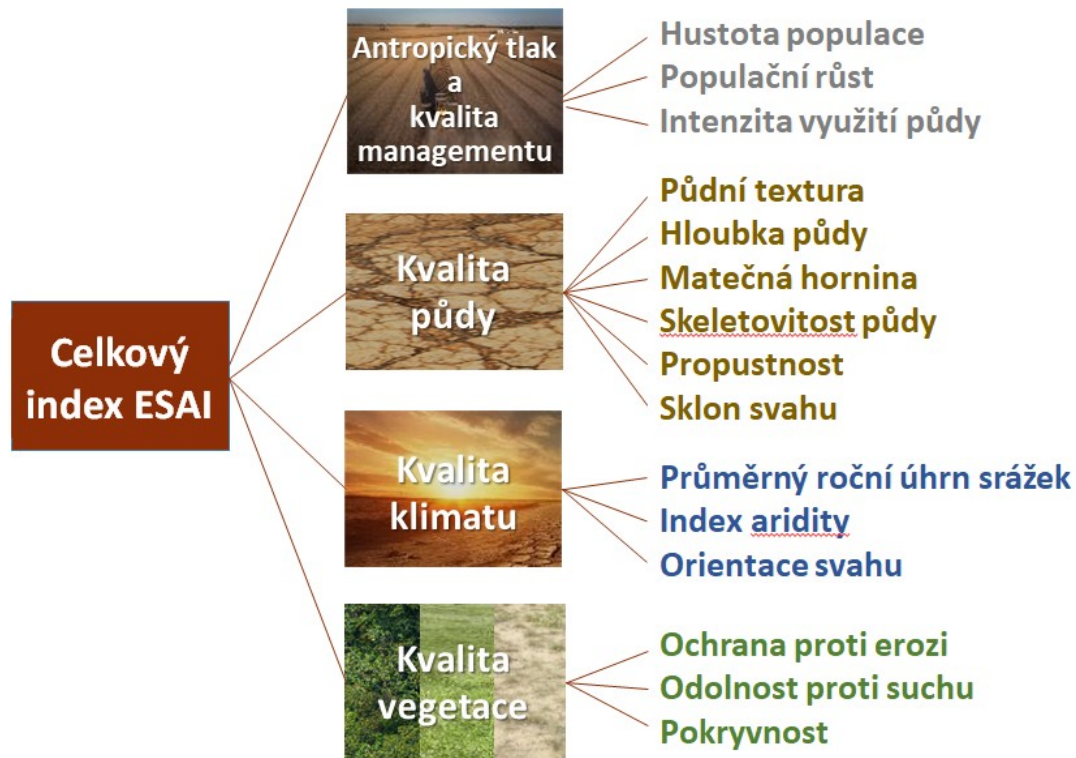 Celkový
index ESAI
Antropický tlak
a
kvalita
managementu
Hustota populace
Populační růst
Intenzita využití půdy
Kvalita
půdy
Půdní textura
Hloubka půdy
Matečná hornina
Skeletovitost půdy
Propustnost
Sklon svahu
Kvalita
klimatu
Průměrný roční úhrn srážek
Index aridity
Orientace svahu
Kvalita
vegetace
Ochrana proti erozi
Odolnost proti suchu
Pokryvnost